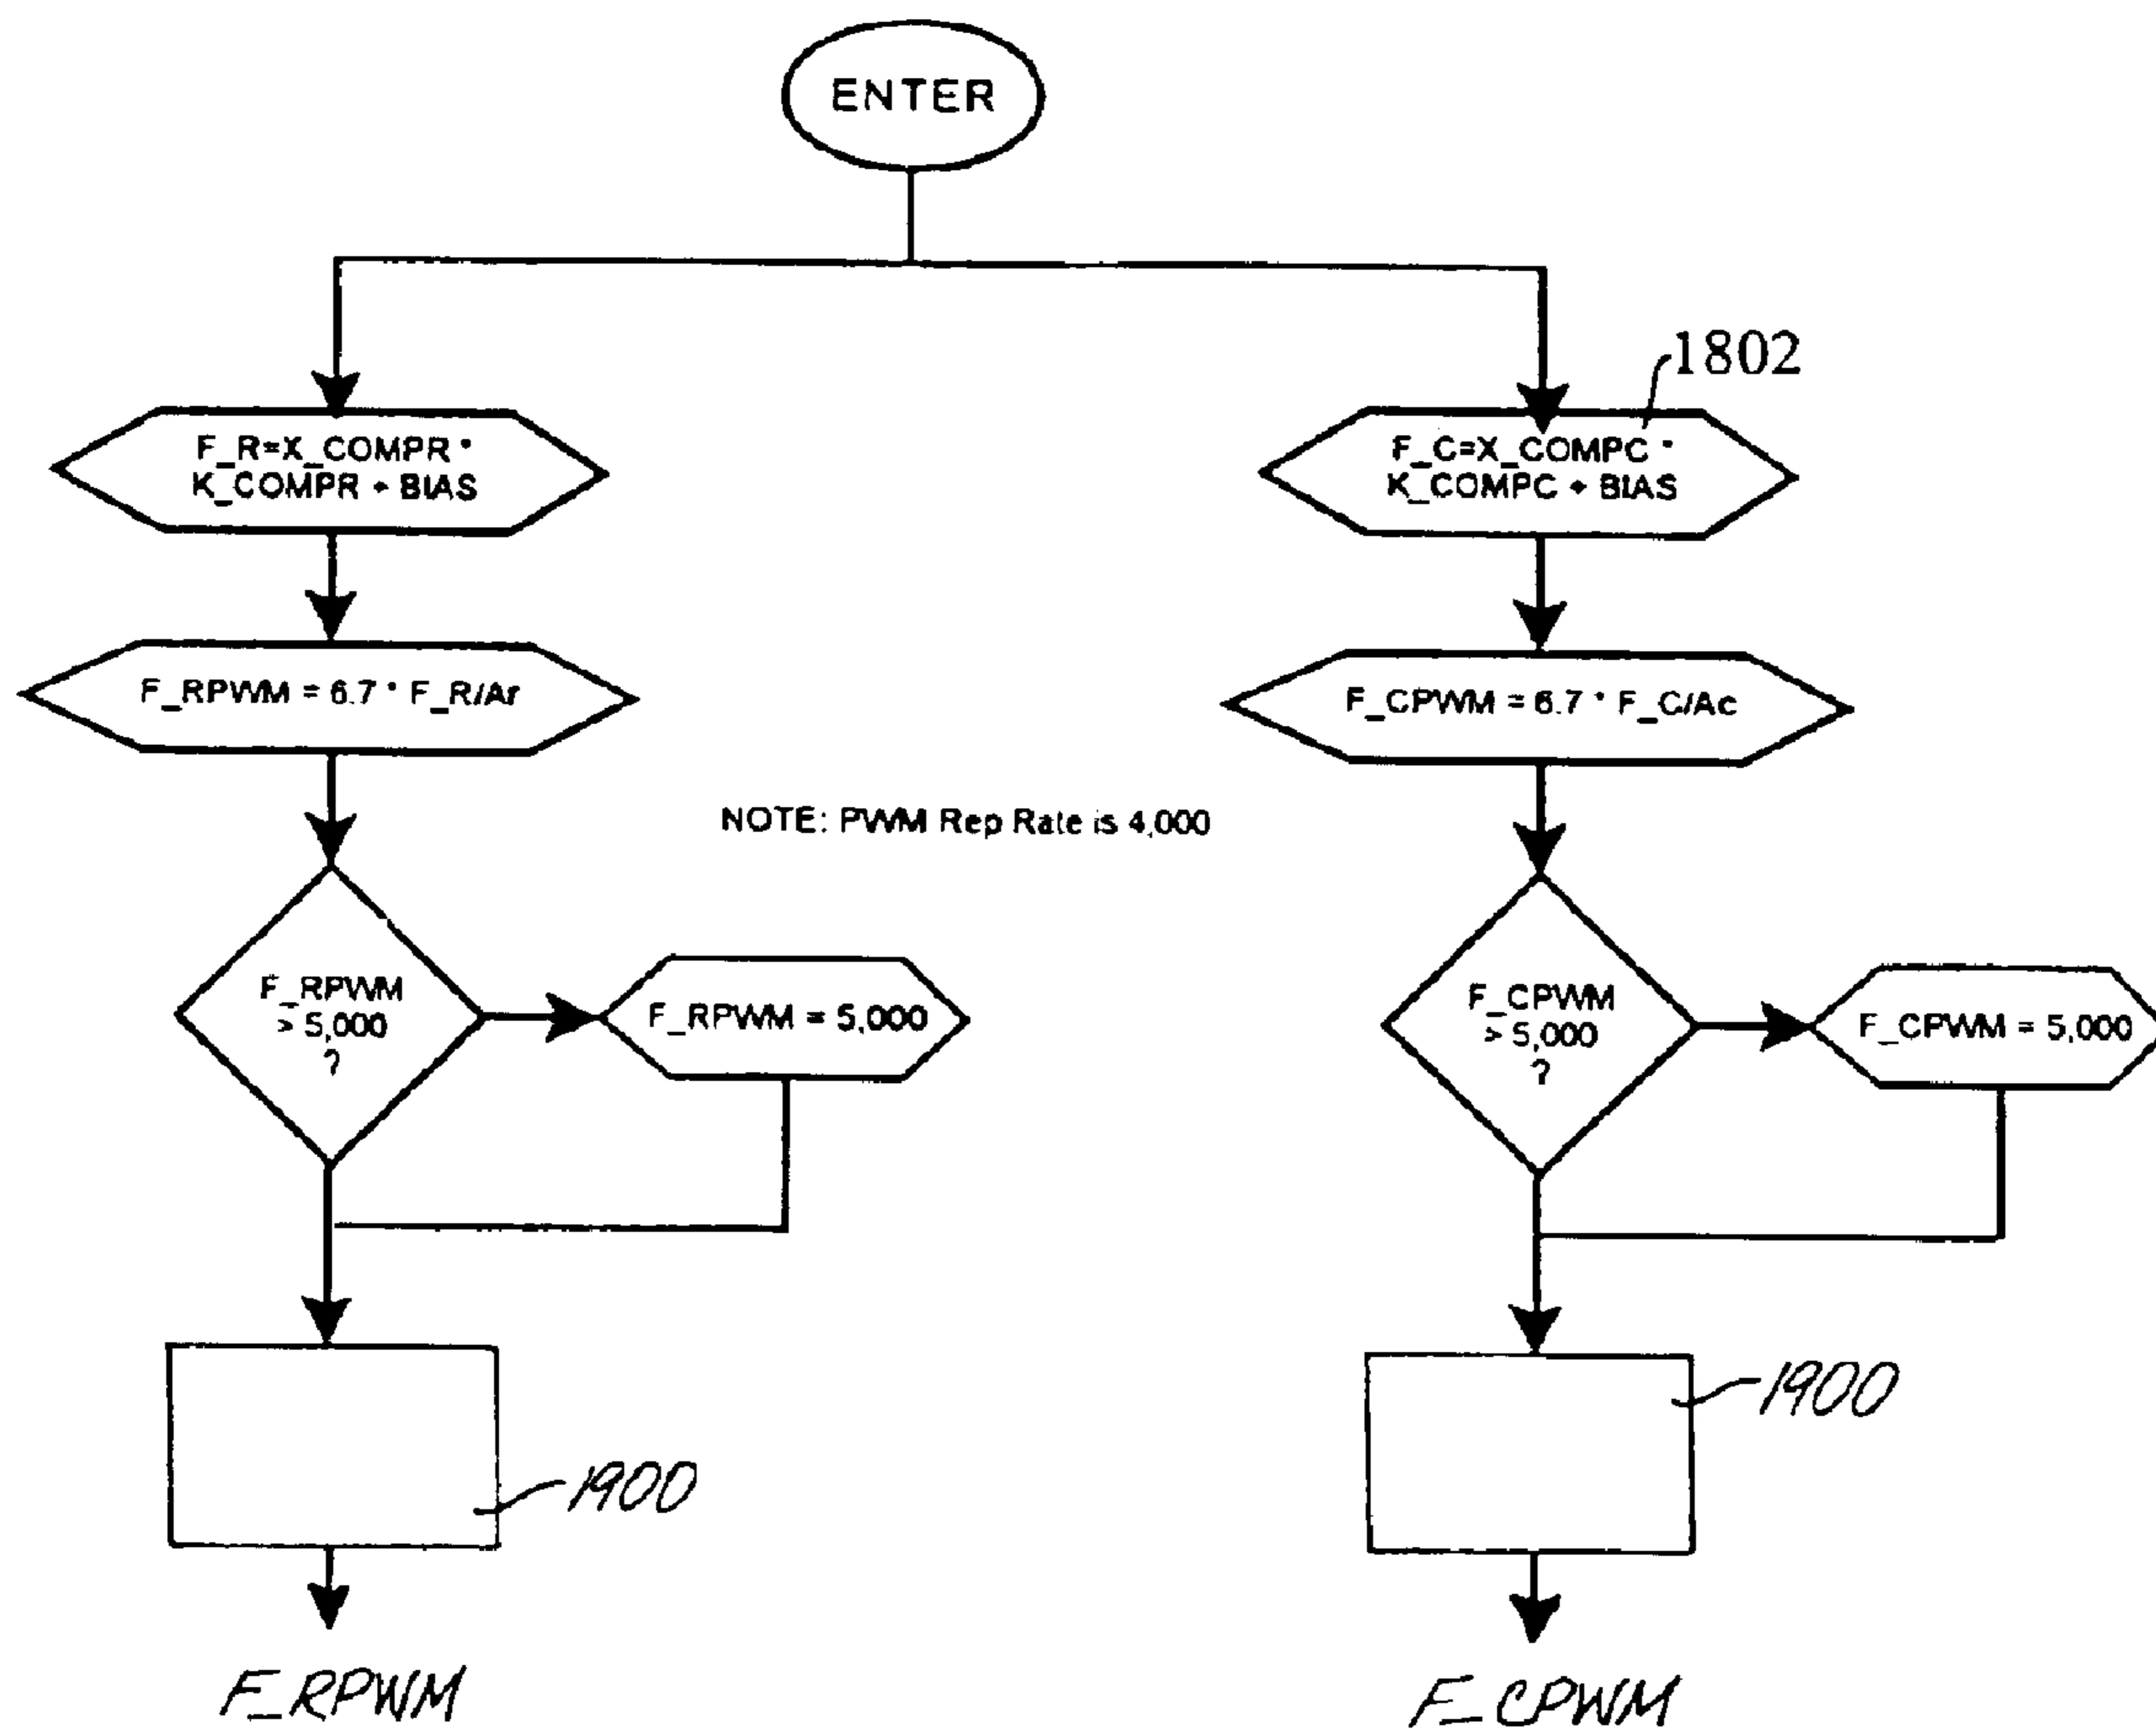 ENTER
1802
F_R=X_COMPR *
K_COMPR + BIAS
F_C=X_COMPC *
K_COMPC + BIAS
F_RPWM = 6.7 * F_R/Ar
F_CPWM = 6.7 * F_C/Ac
NOTE: PWM Rep Rate is 4,000
F_RPWM
> 5,000
?
F_RPWM = 5,000
F_CPWM
> 5,000
?
F_CPWM = 5,000
1900
1900
F_RPWM
F_CPWM